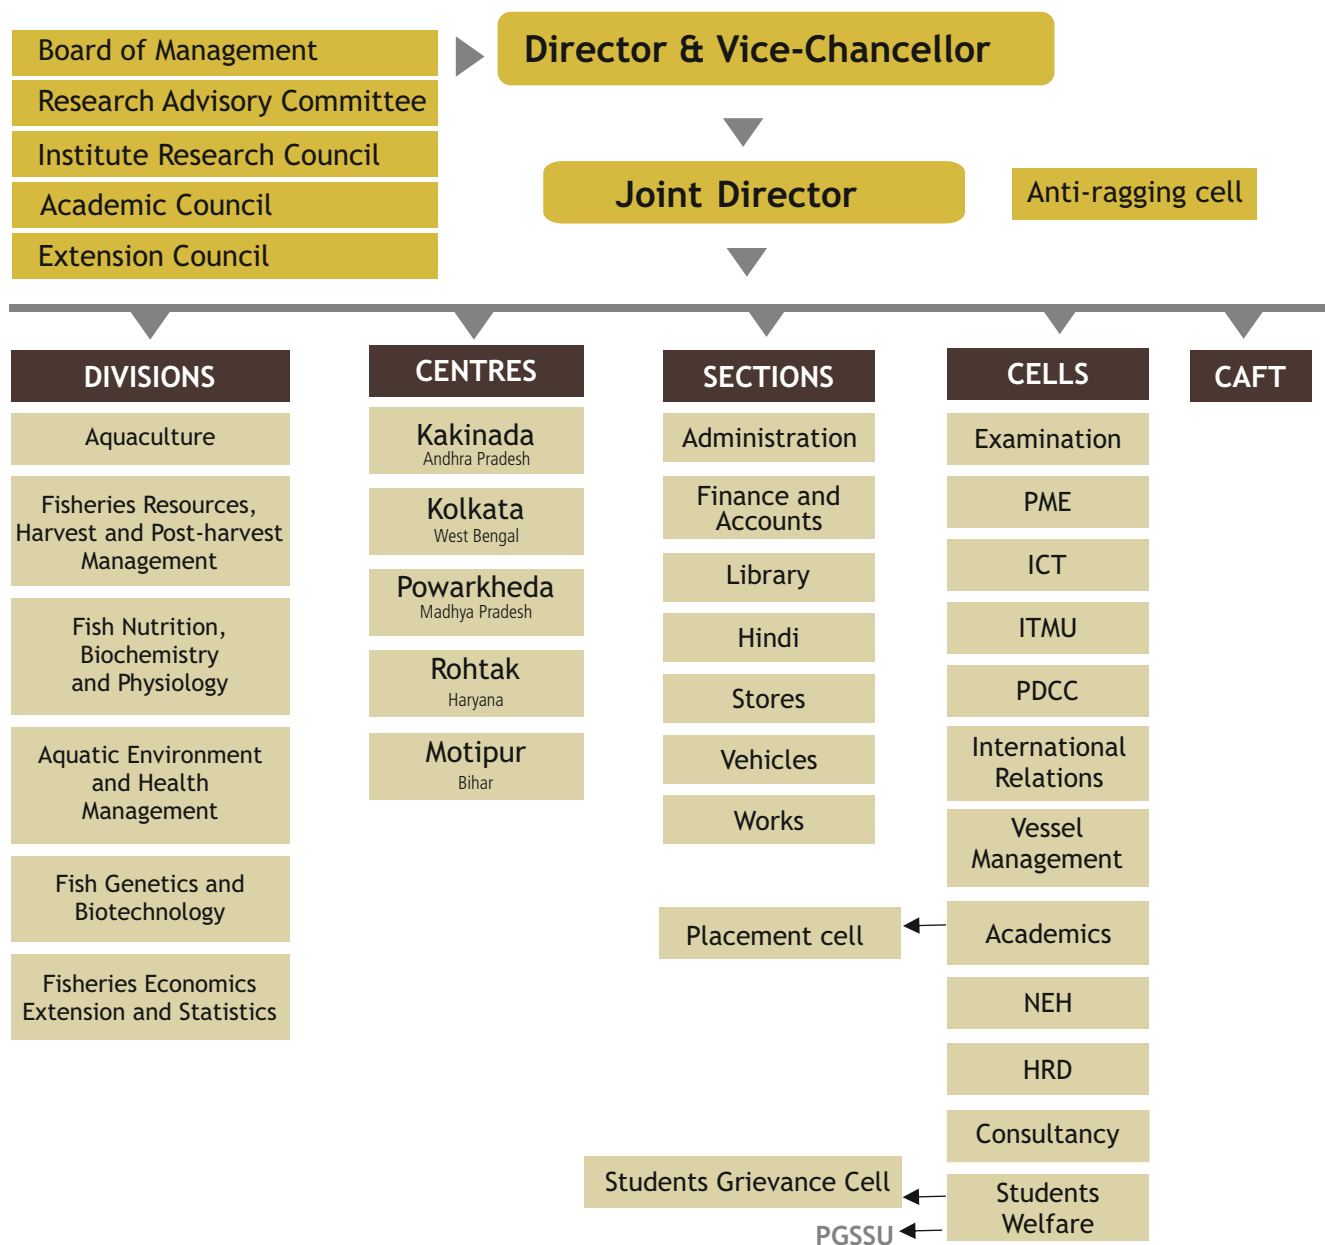 Board of Management
Research Advisory Committee
Institute Research Council
Academic Council
Extension Council
Director & Vice-Chancellor
Joint Director
Anti-ragging cell
DIVISIONS
Aquaculture
Fisheries Resources,
Harvest and Post-harvest
Management
Fish Nutrition,
Biochemistry
and Physiology
Aquatic Environment
and Health
Management
Fish Genetics and
Biotechnology
Fisheries Economics
Extension and Statistics
CENTRES
Kakinada
Andhra Pradesh
Kolkata
West Bengal
Powarkheda
Madhya Pradesh
Rohtak
Haryana
Motipur
Bihar
SECTIONS
Administration
Finance and
Accounts
Library
Hindi
Stores
Vehicles
Works
CELLS
Examination
PME
ICT
ITMU
PDCC
International
Relations
Vessel
Management
Academics
Placement cell
NEH
HRD
Consultancy
Students
Welfare
Students Grievance Cell
PGSSU
CAFT